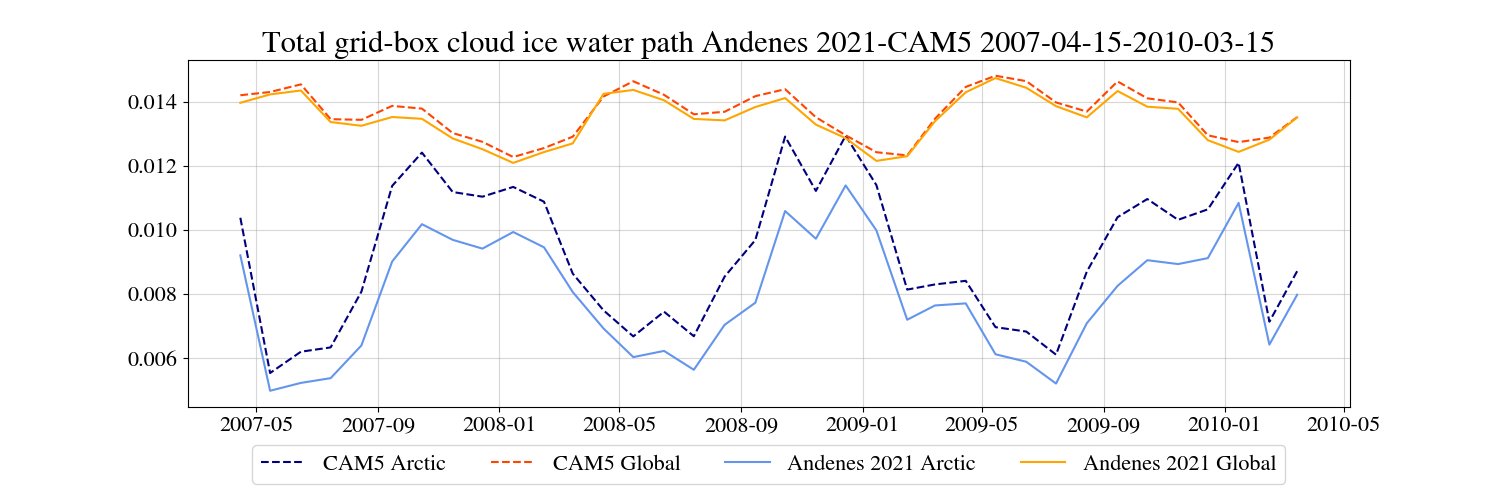 Total grid-box cloud ice water path Andenes 2021-CAM5 2007-04-15-2010-03-15
0.014
0.012
0.010
0.008
0.006
2007-05 2007-09 2008-01 2008-05 2008-09 2009-01 2009-05 2009-09 2010-01 2010-05
CAM5 Arctic CAM5 Global Andenes 2021 Arctic Andenes 2021 Global